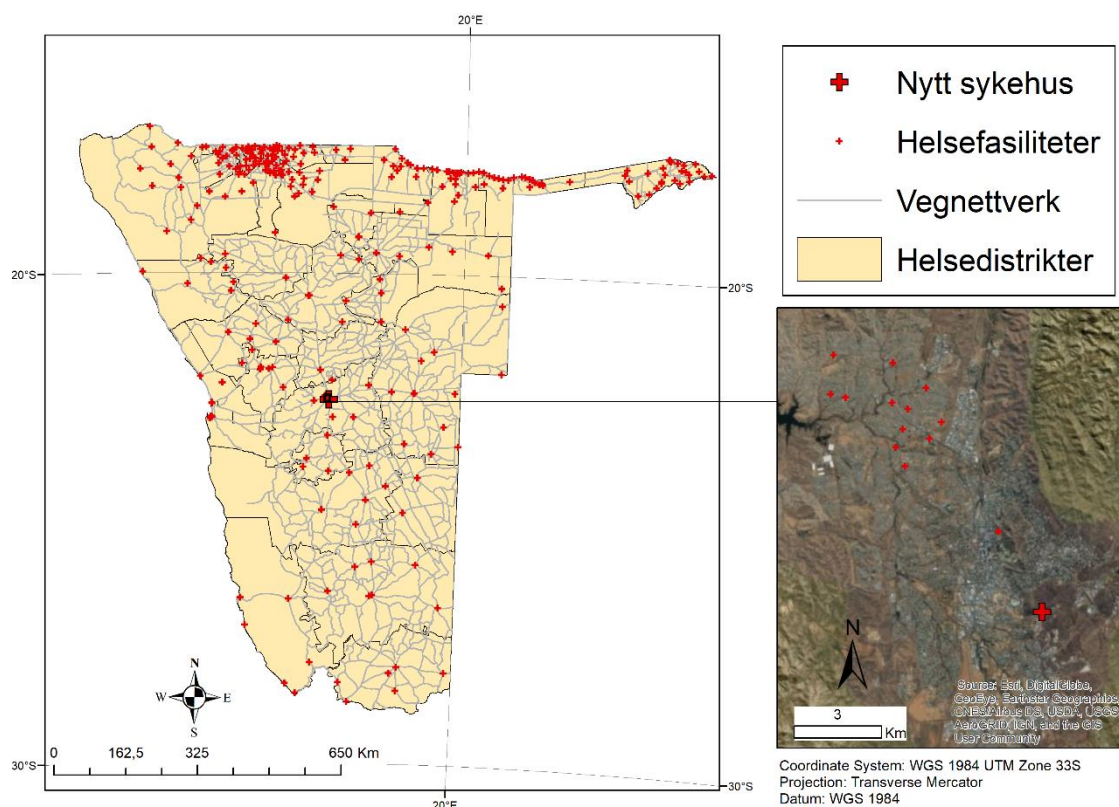 20°E
Nytt sykehus
Helsefasiliteter
Vegnettverk
Helsedistrikter
20°S
20°S
N
W E
S
0 162,5 325 650 Km
30°S
30°S
20°E
N
3
Km
Source: Esri, DigitalGlobe,
GeoEye, Earthstar Geographics,
CNES/Airbus DS, USDA, USGS,
AeroGRID, IGN, and the GIS
User Community
Coordinate System: WGS 1984 UTM Zone 33S
Projection: Transverse Mercator
Datum: WGS 1984